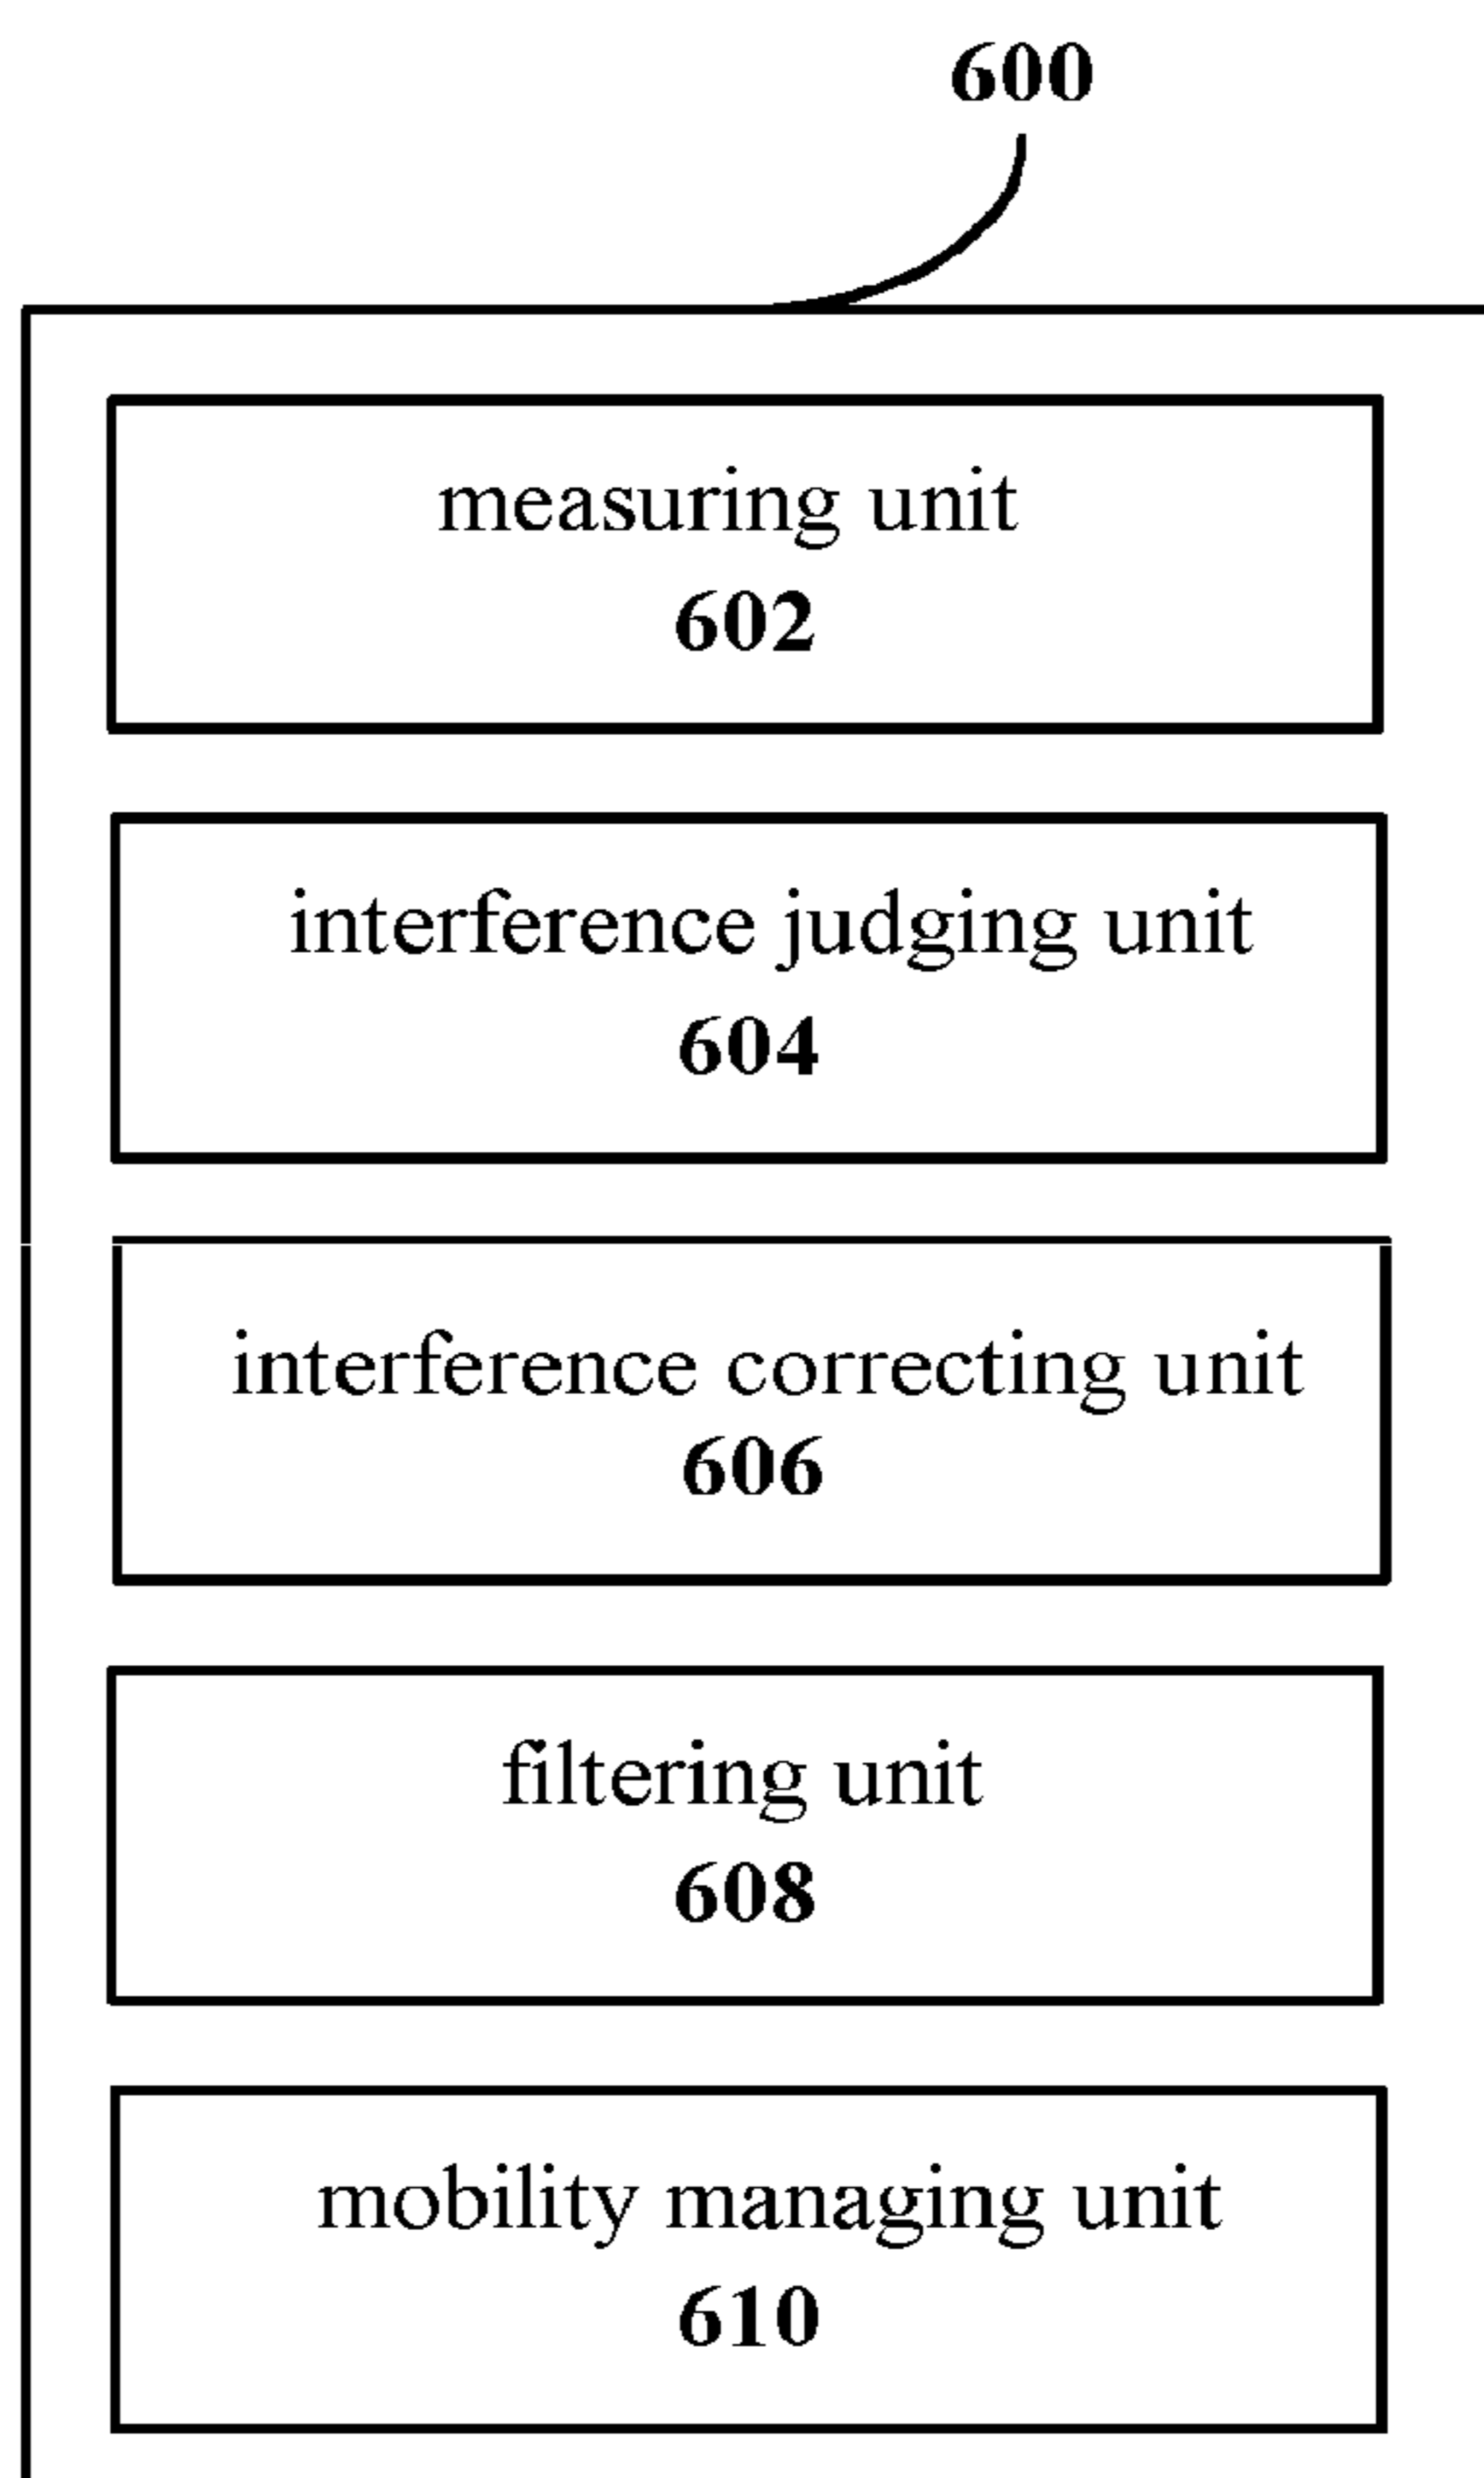 600
measuring unit
602
interference judging unit
604
interference correcting unit
606
filtering unit
608
mobility managing unit
610